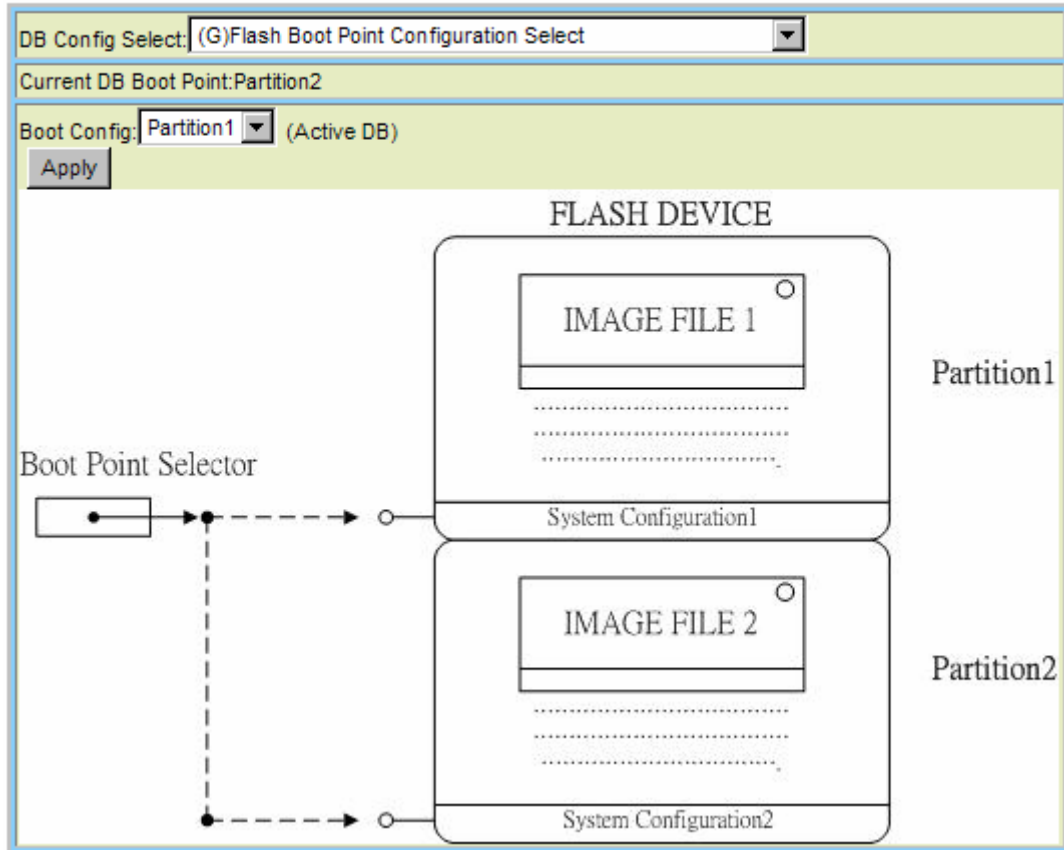 DB Config Select: (G)Flash Boot Point Configuration Select
Current DB Boot Point:Partition2
Boot Config: Partition1 (Active DB)
Apply
FLASH DEVICE
IMAGE FILE 1
Partition1
Boot Point Selector
System Configuration1
IMAGE FILE 2
Partition2
System Configuration2